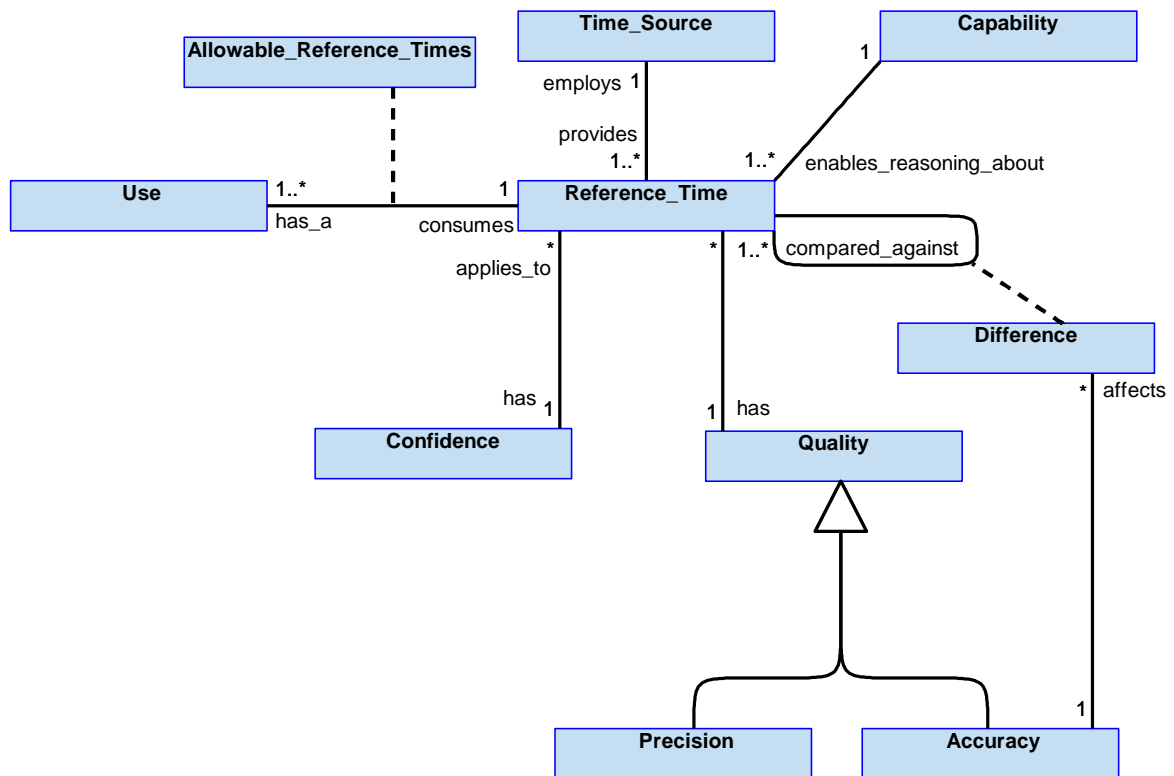 Time_Source
Capability
Allowable_Reference_Times
1
employs 1
provides
1..*
1..*
enables_reasoning_about
Use
1..*
1
Reference_Time
has_a
consumes
*
*
1..*
compared_against
applies_to
Difference
*
affects
has
1
1
has
Confidence
Quality
1
Precision
Accuracy